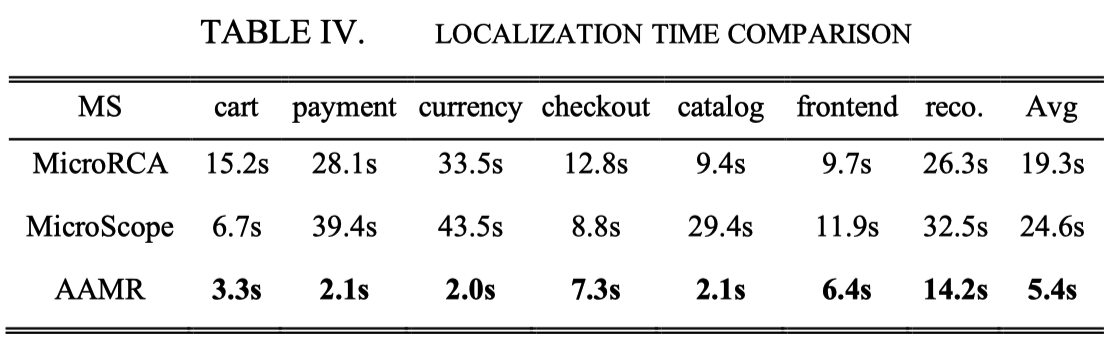 TABLE IV. LOCALIZATION TIME COMPARISON
MS cart payment currency checkout catalog frontend reco. Avg
MicroRCA 15.2s 28.1s 33.5s 12.8s 9.4s 9.7s 26.3s 19.3s
MicroScope 6.7s 39.4s 43.5s 8.8s 29.4s 11.9s 32.5s 24.6s
AAMR 3.3s 2.1s 2.0s 7.3s 2.1s 6.4s 14.2s 5.4s